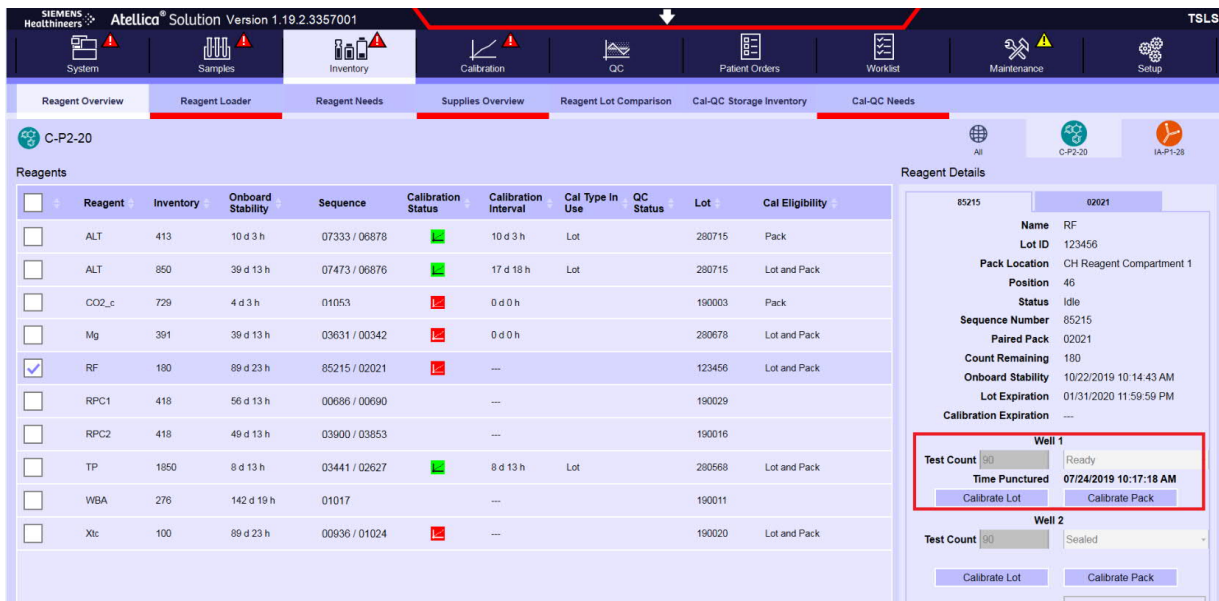 SIEMENS Healthineers Atellica® Solution Version 1.19.2.3357001 TSLS
System Samples Inventory Calibration QC Patient Orders Worklist Maintenance Setup
Reagent Overview Reagent Loader Reagent Needs Supplies Overview Reagent Lot Comparison Cal-QC Storage Inventory Cal-QC Needs
C-P2-20 All C-P2-20 IA-P1-28
Reagents
Reagent Inventory Onboard Stability Sequence Calibration Status Calibration Interval Cal Type In Use QC Status Lot Cal Eligibility
ALT 413 10 d 3 h 07333 / 06878 10 d 3 h Lot 280715 Pack
ALT 850 39 d 13 h 07473 / 06876 17 d 18 h Lot 280715 Lot and Pack
CO2_c 729 4 d 3 h 01053 0 d 0 h 190003 Pack
Mg 391 39 d 13 h 03631 / 00342 0 d 0 h 280678 Lot and Pack
RF 180 89 d 23 h 85215 / 02021 --- 123456 Lot and Pack
RPC1 418 56 d 13 h 00686 / 00690 --- 190029
RPC2 418 49 d 13 h 03900 / 03853 --- 190016
TP 1850 8 d 13 h 03441 / 02627 8 d 13 h Lot 280568 Lot and Pack
WBA 276 142 d 19 h 01017 --- 190011
Xtc 100 89 d 23 h 00936 / 01024 --- 190020 Lot and Pack
Reagent Details
85215 02021
Name RF
Lot ID 123456
Pack Location CH Reagent Compartment 1
Position 46
Status Idle
Sequence Number 85215
Paired Pack 02021
Count Remaining 180
Onboard Stability 10/22/2019 10:14:43 AM
Lot Expiration 01/31/2020 11:59:59 PM
Calibration Expiration ---
Well 1
Test Count 90 Ready
Time Punctured 07/24/2019 10:17:18 AM
Calibrate Lot Calibrate Pack
Well 2
Test Count 90 Sealed
Calibrate Lot Calibrate Pack